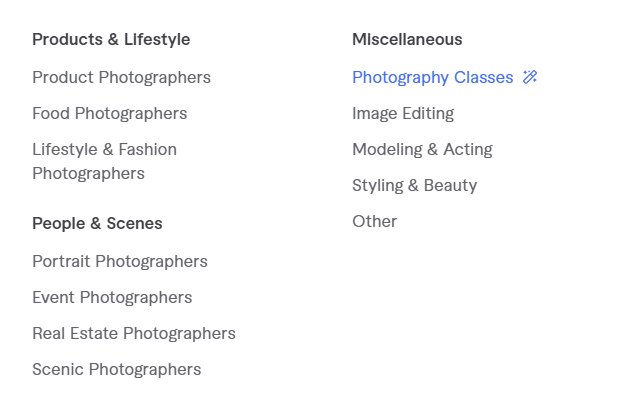 Products & Lifestyle
Product Photographers
Food Photographers
Lifestyle & Fashion
Photographers
People & Scenes
Portrait Photographers
Event Photographers
Real Estate Photographers
Scenic Photographers
Miscellaneous
Photography Classes
Image Editing
Modeling & Acting
Styling & Beauty
Other